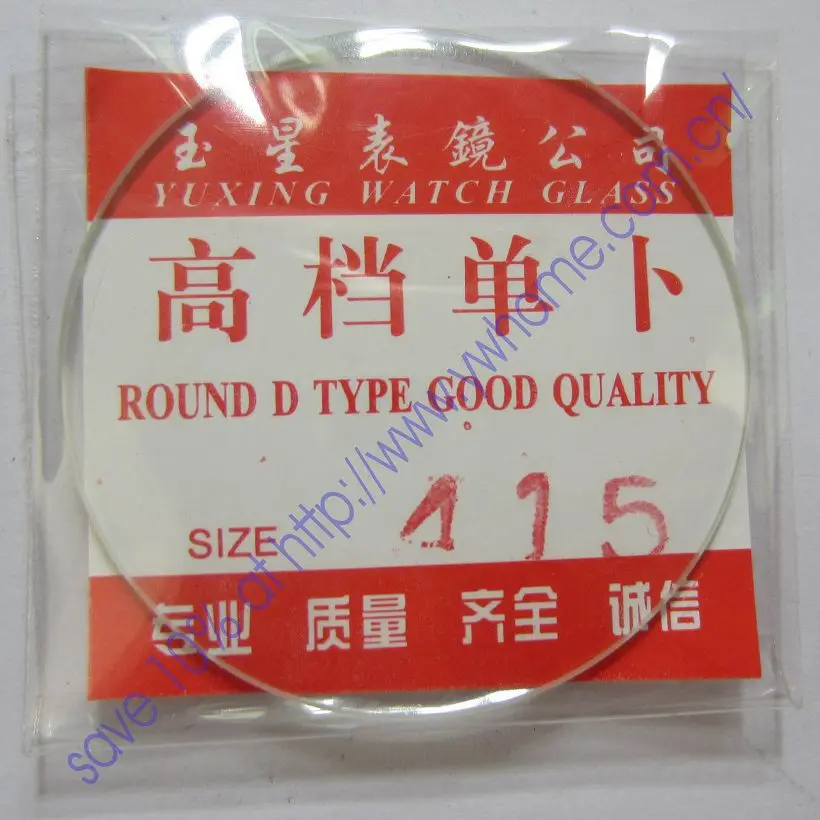 玉星表鏡公司
YUXING WATCH GLASS
高档单卜
ROUND D TYPE GOOD QUALITY
SIZE 415
专业 质量 齐全 诚信
save 10% at http://www.ywhome.com.cn/